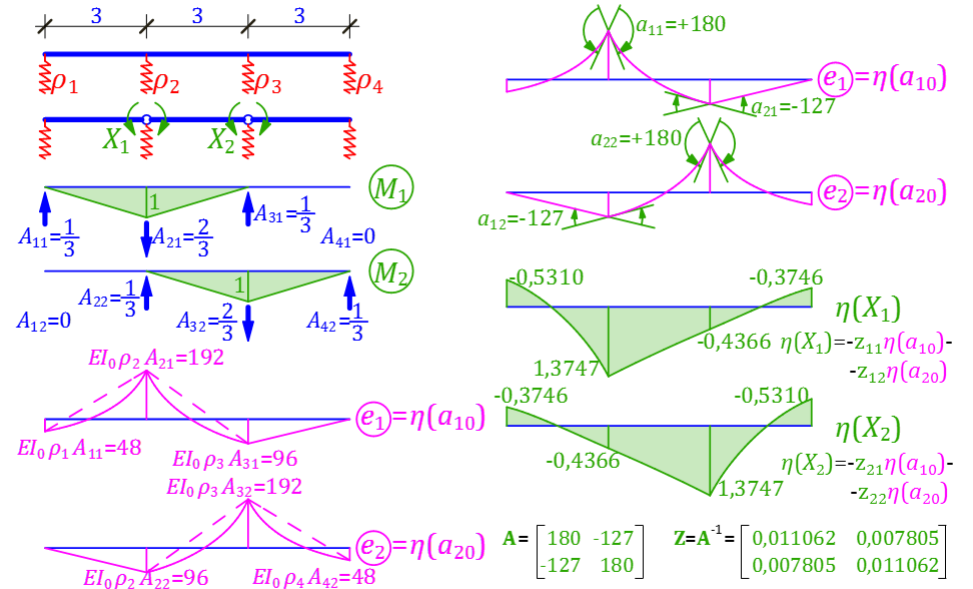 3 3 3
ρ₁ ρ₂ ρ₃ ρ₄
X₁ X₂
1 M₁
A₁₁=1/3 A₂₁=2/3 A₃₁=1/3 A₄₁=0
1 M₂
A₁₂=0 A₂₂=1/3 A₃₂=2/3 A₄₂=1/3
EI₀ρ₂A₂₁=192
e₁=η(a₁₀)
EI₀ρ₁A₁₁=48
EI₀ρ₃A₃₁=96
EI₀ρ₃A₃₂=192
e₂=η(a₂₀)
EI₀ρ₂A₂₂=96 EI₀ρ₄A₄₂=48
a₁₁=+180
e₁=η(a₁₀)
a₂₁=-127
a₂₂=+180
e₂=η(a₂₀)
a₁₂=-127
-0,5310 -0,3746
η(X₁)
-0,4366 η(X₁)=-z₁₁η(a₁₀)-
1,3747 -z₁₂η(a₂₀)
-0,3746 -0,5310
η(X₂)
-0,4366 η(X₂)=-z₂₁η(a₁₀)-
1,3747 -z₂₂η(a₂₀)
A= [180 -127] Z=A⁻¹= [0,011062 0,007805]
[-127 180] [0,007805 0,011062]